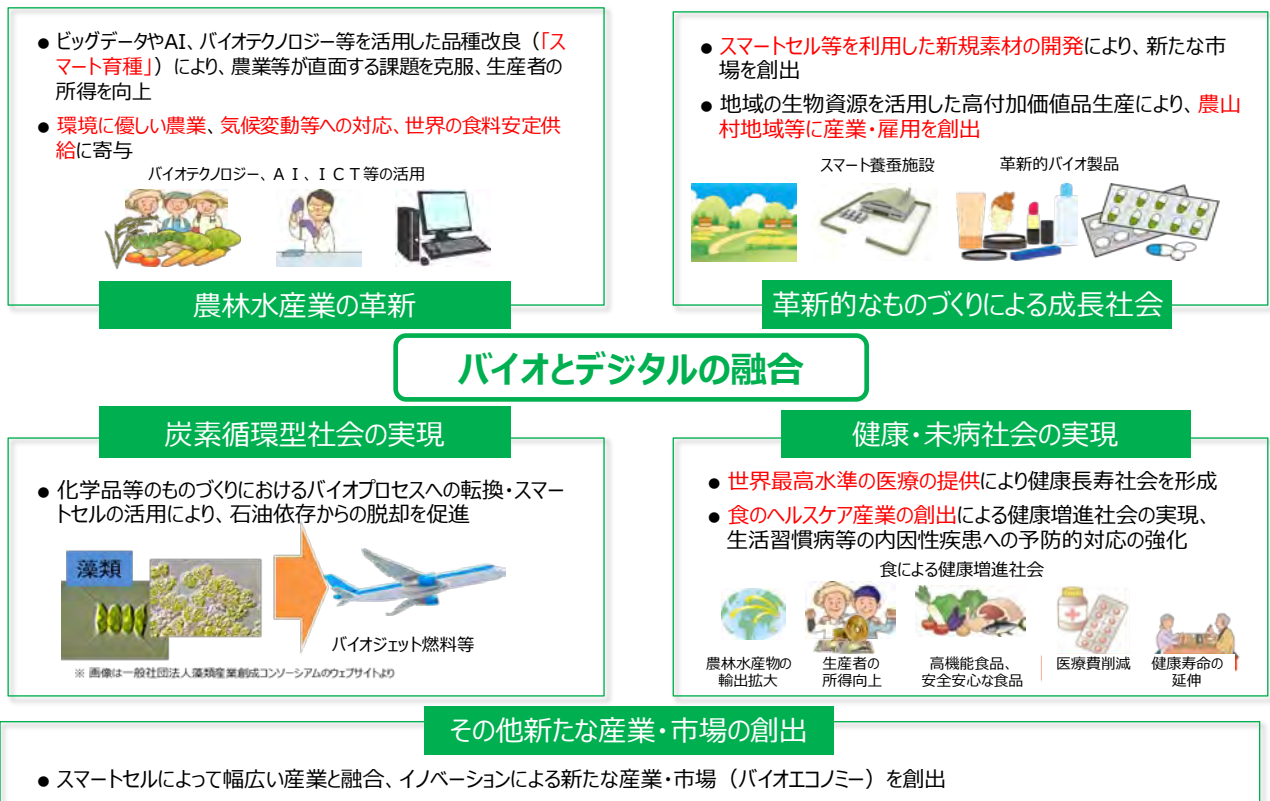 ● ビッグデータやAI、バイオテクノロジー等を活用した品種改良（「ス
マート育種」）により、農業等が直面する課題を克服、生産者の
所得を向上
● 環境に優しい農業、気候変動等への対応、世界の食料安定供
給に寄与
バイオテクノロジー、ＡＩ、ＩＣＴ等の活用
農林水産業の革新
● スマートセル等を利用した新規素材の開発により、新たな市
場を創出
● 地域の生物資源を活用した高付加価値品生産により、農山
村地域等に産業・雇用を創出
スマート養蚕施設
革新的バイオ製品
革新的なものづくりによる成長社会
バイオとデジタルの融合
炭素循環型社会の実現
● 化学品等のものづくりにおけるバイオプロセスへの転換・スマー
トセルの活用により、石油依存からの脱却を促進
藻類
バイオジェット燃料等
※ 画像は一般社団法人藻類産業創成コンソーシアムのウェブサイトより
健康・未病社会の実現
● 世界最高水準の医療の提供により健康長寿社会を形成
● 食のヘルスケア産業の創出による健康増進社会の実現、
生活習慣病等の内因性疾患への予防的対応の強化
食による健康増進社会
農林水産物の
輸出拡大
生産者の
所得向上
高機能食品、
安全安心な食品
医療費削減
健康寿命の
延伸
その他新たな産業・市場の創出
● スマートセルによって幅広い産業と融合、イノベーションによる新たな産業・市場（バイオエコノミー）を創出